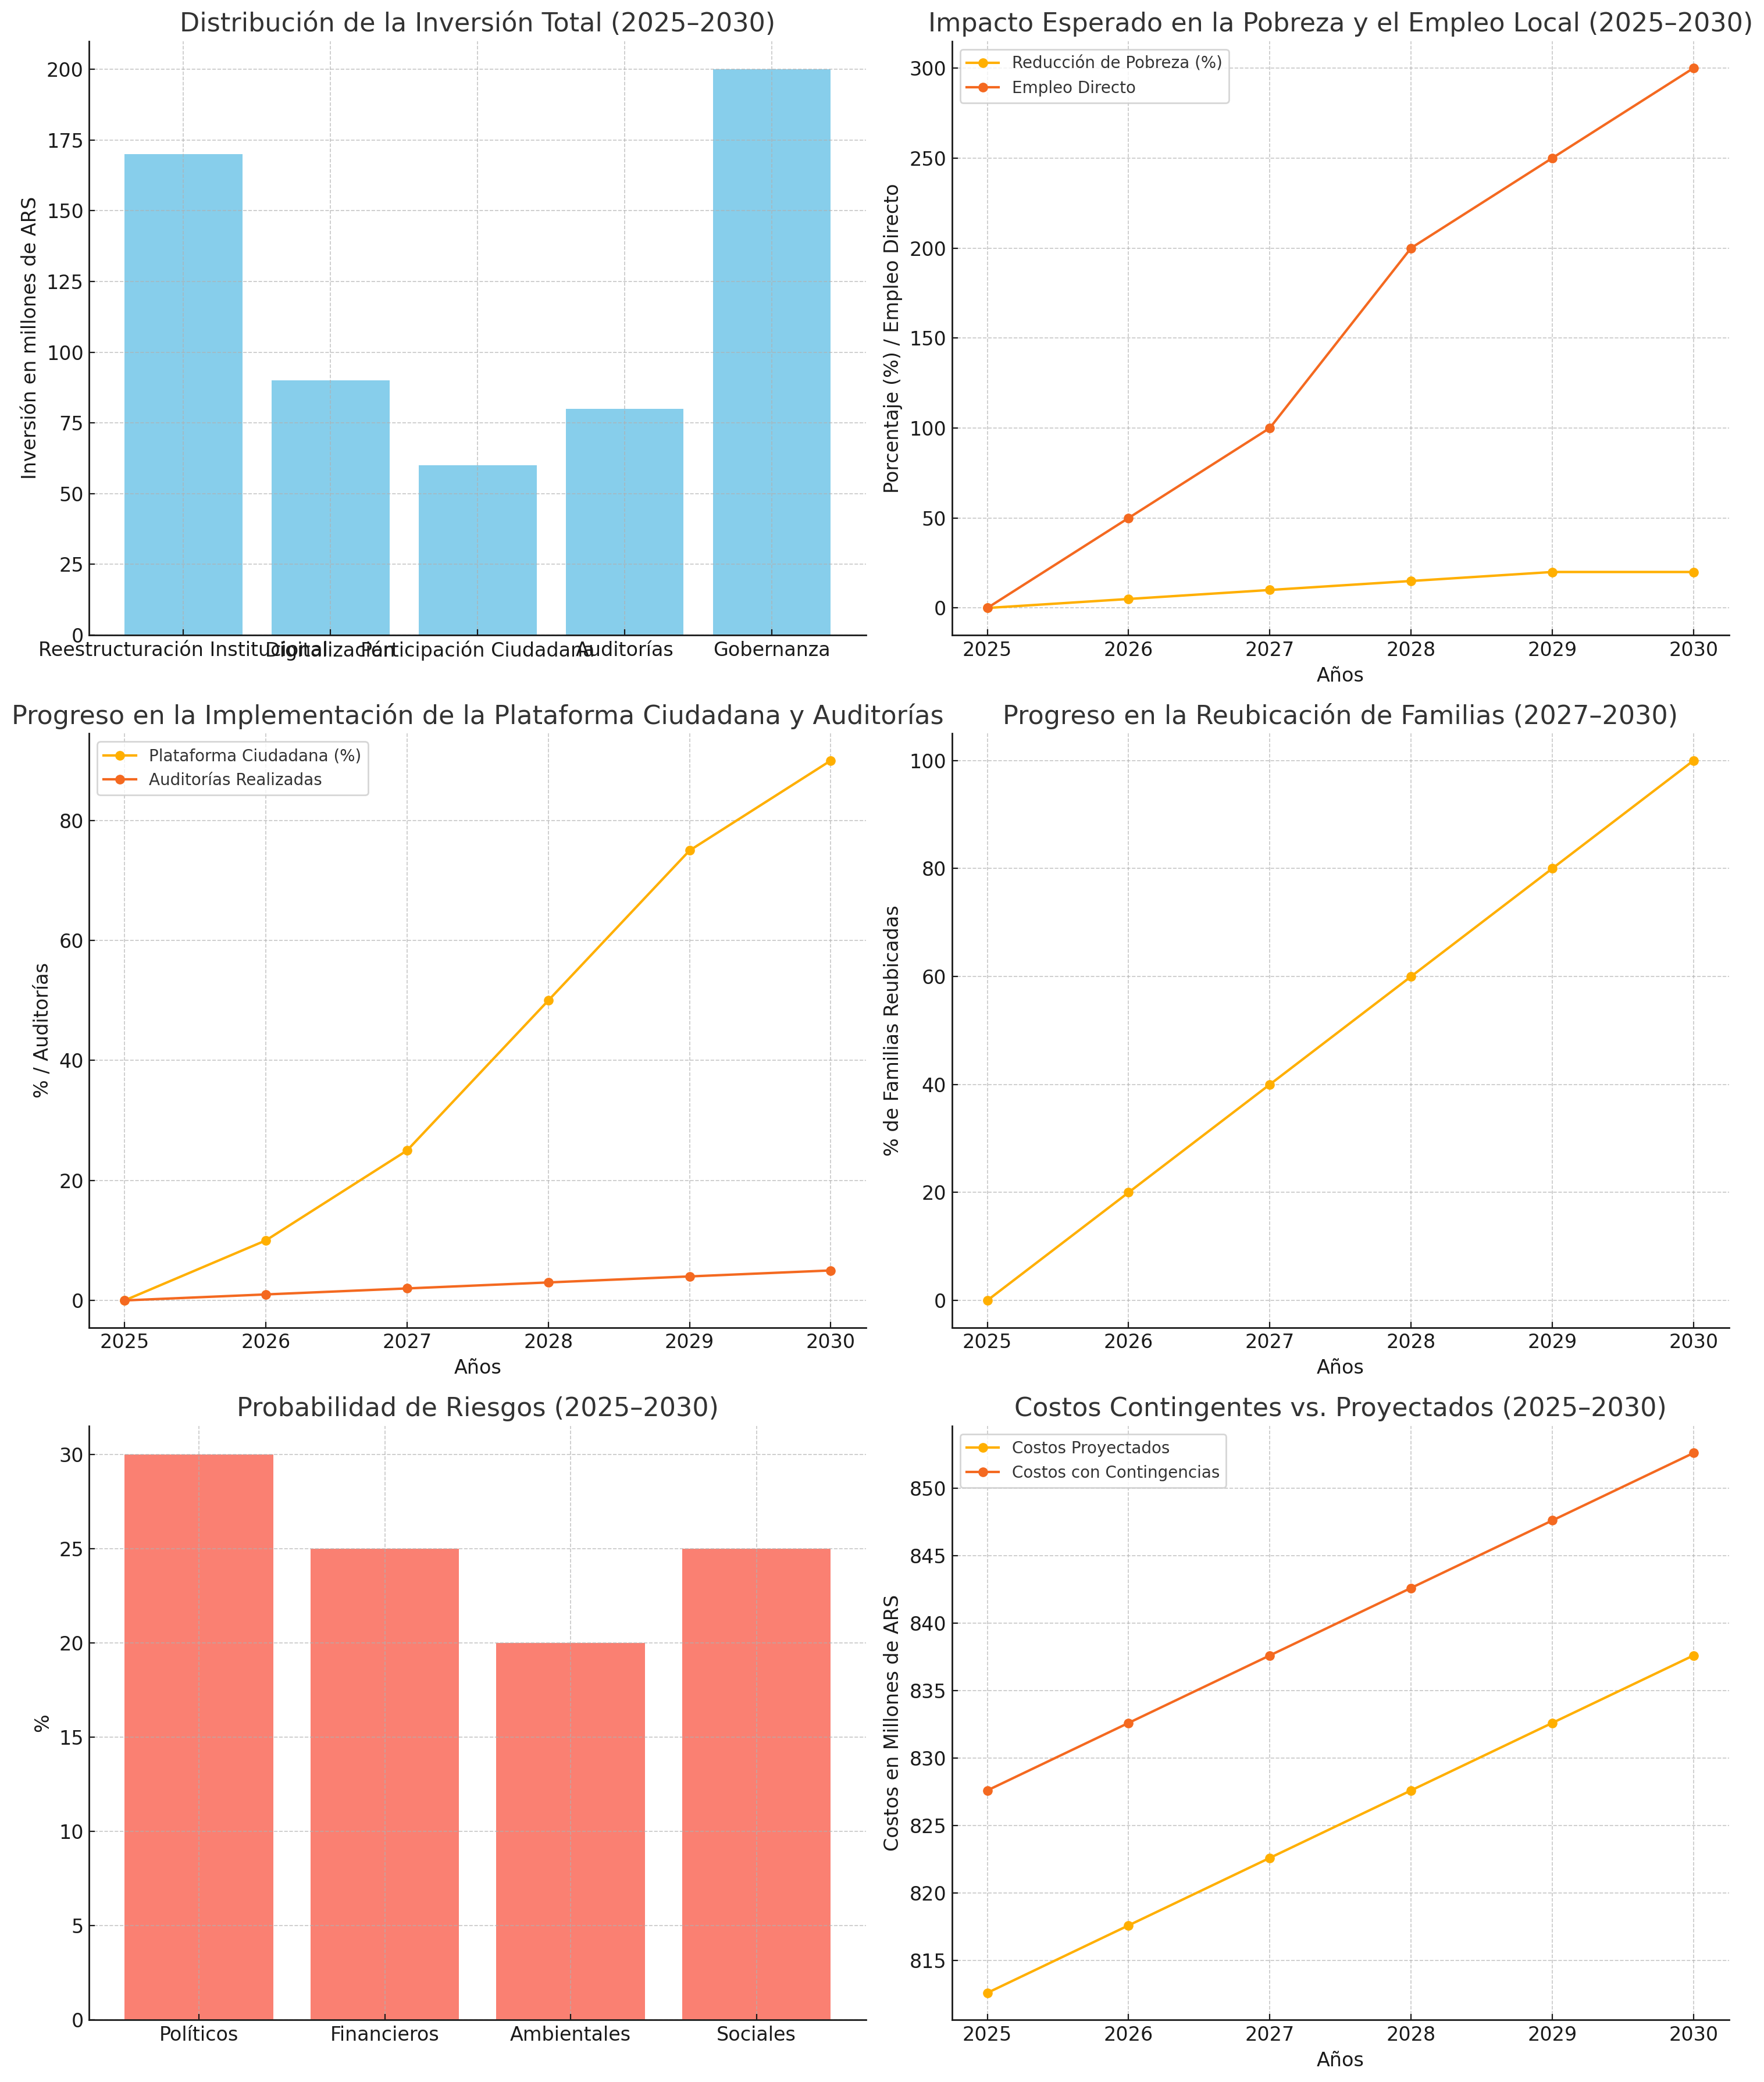 Distribución de la Inversión Total (2025–2030)
Inversión en millones de ARS
200
175
150
125
100
75
50
25
0
Reestructuración Institucional
Digitalización
Participación Ciudadana
Auditorías
Gobernanza
Impacto Esperado en la Pobreza y el Empleo Local (2025–2030)
Reducción de Pobreza (%)
Empleo Directo
Porcentaje (%) / Empleo Directo
300
250
200
150
100
50
0
2025
2026
2027
2028
2029
2030
Años
Progreso en la Implementación de la Plataforma Ciudadana y Auditorías
Plataforma Ciudadana (%)
Auditorías Realizadas
% / Auditorías
80
60
40
20
0
2025
2026
2027
2028
2029
2030
Años
Progreso en la Reubicación de Familias (2027–2030)
% de Familias Reubicadas
100
80
60
40
20
0
2025
2026
2027
2028
2029
2030
Años
Probabilidad de Riesgos (2025–2030)
%
30
25
20
15
10
5
0
Políticos
Financieros
Ambientales
Sociales
Costos Contingentes vs. Proyectados (2025–2030)
Costos Proyectados
Costos con Contingencias
Costos en Millones de ARS
850
845
840
835
830
825
820
815
2025
2026
2027
2028
2029
2030
Años